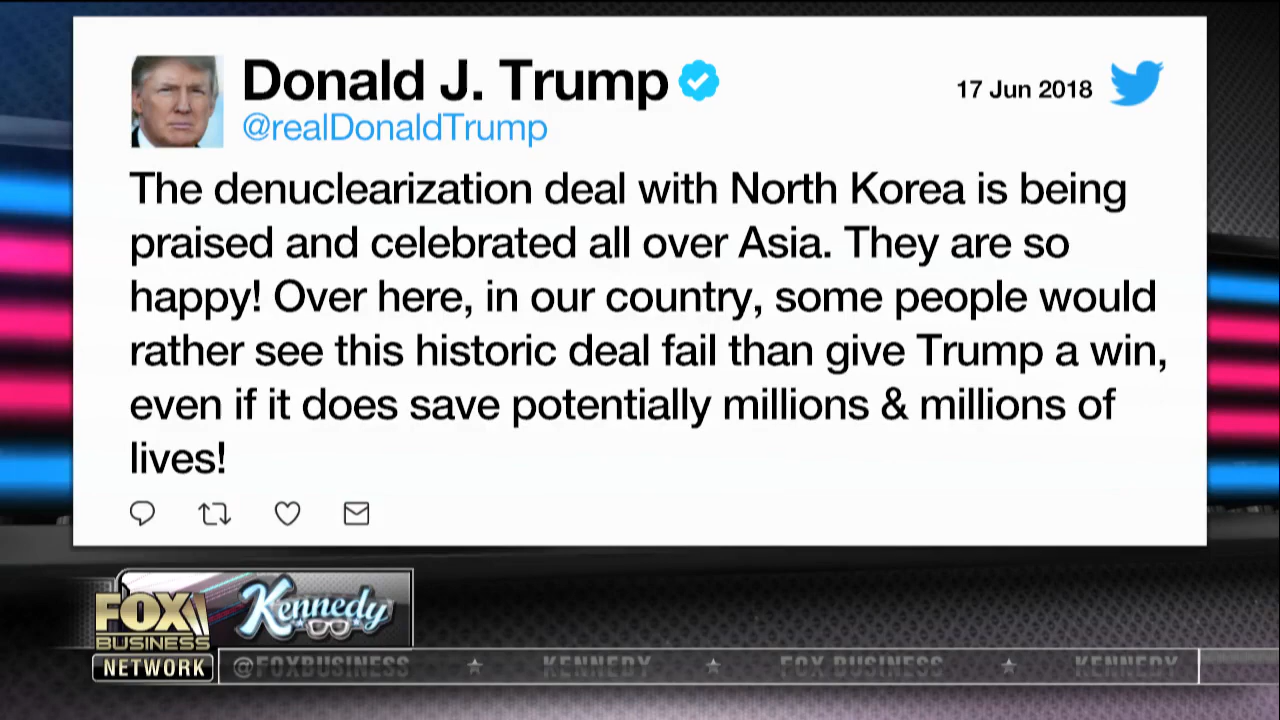 Donald J. Trump
17 Jun 2018
@realDonaldTrump
The denuclearization deal with North Korea is being
praised and celebrated all over Asia. They are so
happy! Over here, in our country, some people would
rather see this historic deal fail than give Trump a win,
even if it does save potentially millions & millions of
lives!
FOX
BUSINESS
NETWORK
Kennedy
@FOXBUSINESS ★ KENNEDY ★ FOX BUSINESS ★ KENNEDY